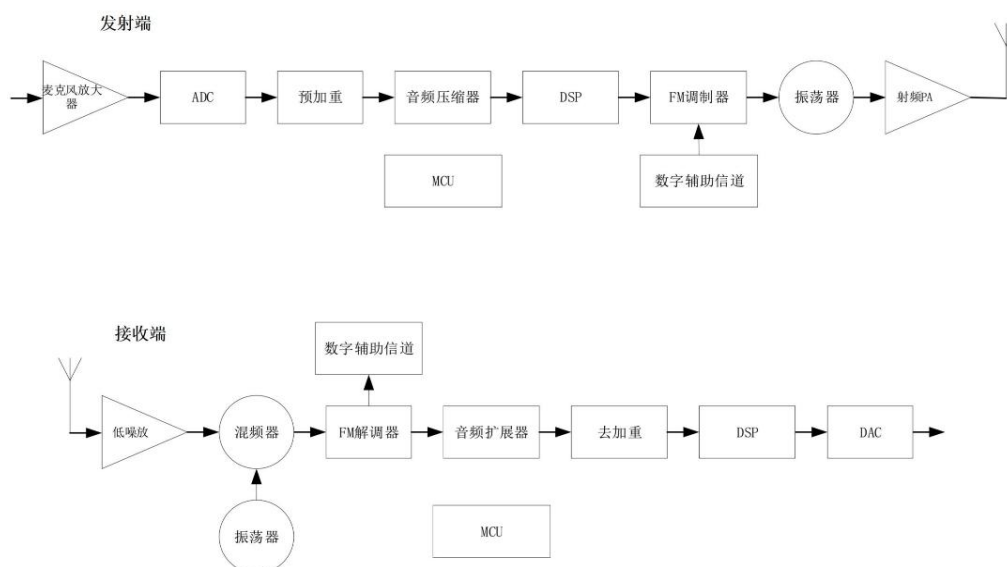 发射端
麦克风放大
器
ADC
预加重
音频压缩器
DSP
FM调制器
振荡器
射频PA
MCU
数字辅助信道
接收端
数字辅助信道
低噪放
混频器
FM解调器
音频扩展器
去加重
DSP
DAC
振荡器
MCU